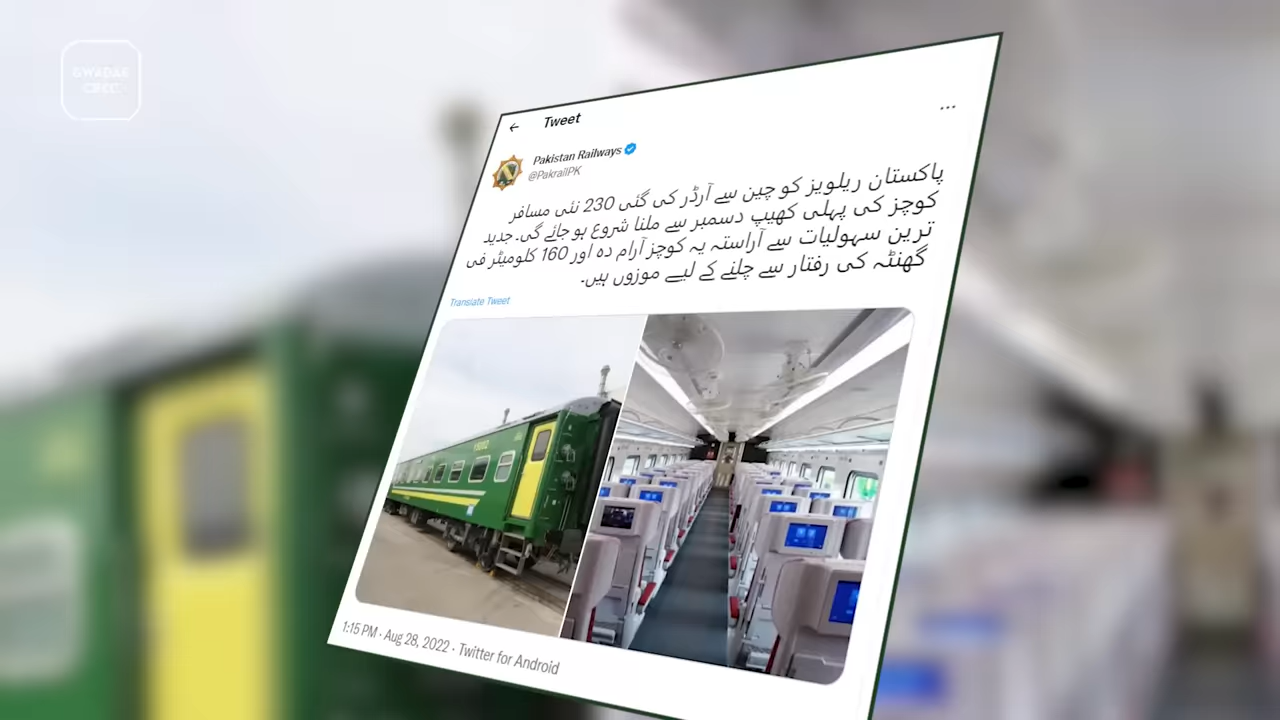 GWADAR
CPEC
Tweet
Pakistan Railways
@PakrailPK
پاکستان ریلویز کو چین سے آرڈر کی گئی 230 نئی مسافر
کوچز کی پہلی کھیپ دسمبر سے ملنا شروع ہو جائے گی۔ جدید
ترین سہولیات سے آراستہ یہ کوچز آرام دہ اور 160 کلومیٹر فی
گھنٹہ کی رفتار سے چلنے کے لیے موزوں ہیں۔
Translate Tweet
1:15 PM · Aug 28, 2022 · Twitter for Android